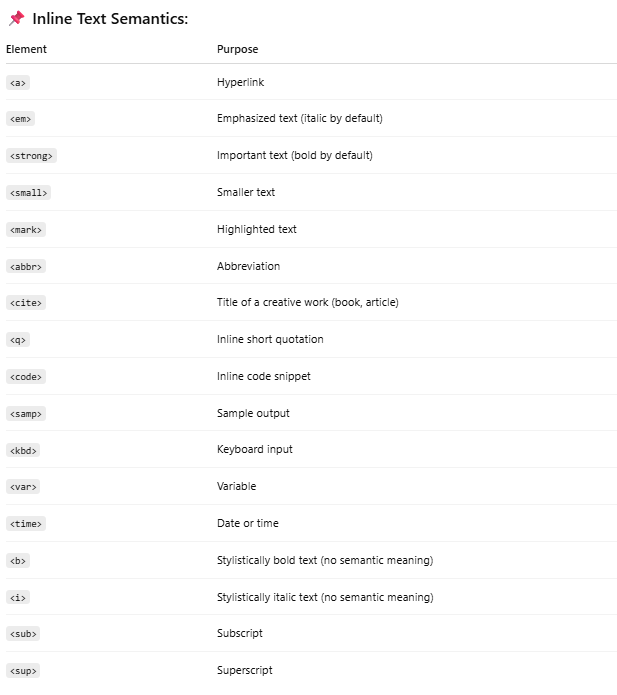 📌 Inline Text Semantics:
Element Purpose
<a> Hyperlink
<em> Emphasized text (italic by default)
<strong> Important text (bold by default)
<small> Smaller text
<mark> Highlighted text
<abbr> Abbreviation
<cite> Title of a creative work (book, article)
<q> Inline short quotation
<code> Inline code snippet
<samp> Sample output
<kbd> Keyboard input
<var> Variable
<time> Date or time
<b> Stylistically bold text (no semantic meaning)
<i> Stylistically italic text (no semantic meaning)
<sub> Subscript
<sup> Superscript